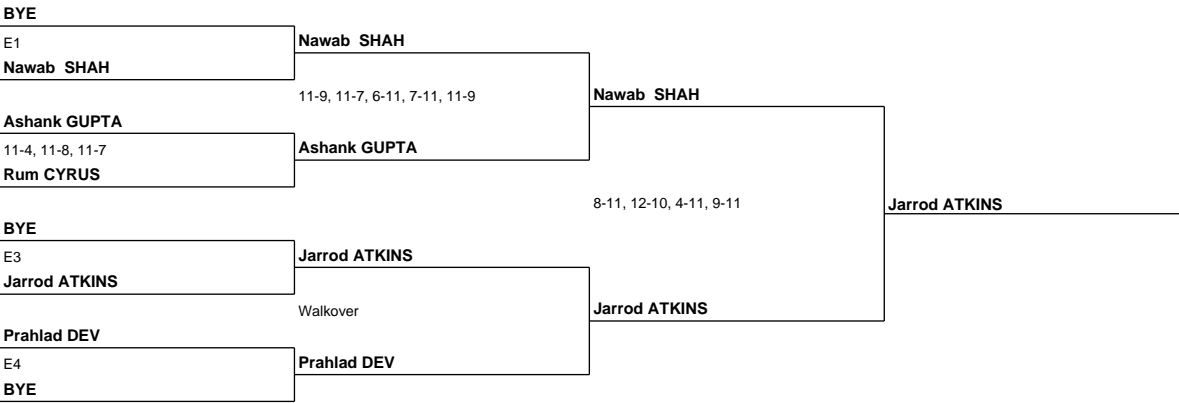 BYE
E1
Nawab  SHAH
Ashank GUPTA
11-4, 11-8, 11-7
Rum CYRUS
BYE
E3
Jarrod ATKINS
Prahlad DEV
E4
BYE
Nawab  SHAH
11-9, 11-7, 6-11, 7-11, 11-9
Ashank GUPTA
Jarrod ATKINS
Walkover
Prahlad DEV
Nawab  SHAH
8-11, 12-10, 4-11, 9-11
Jarrod ATKINS
Jarrod ATKINS